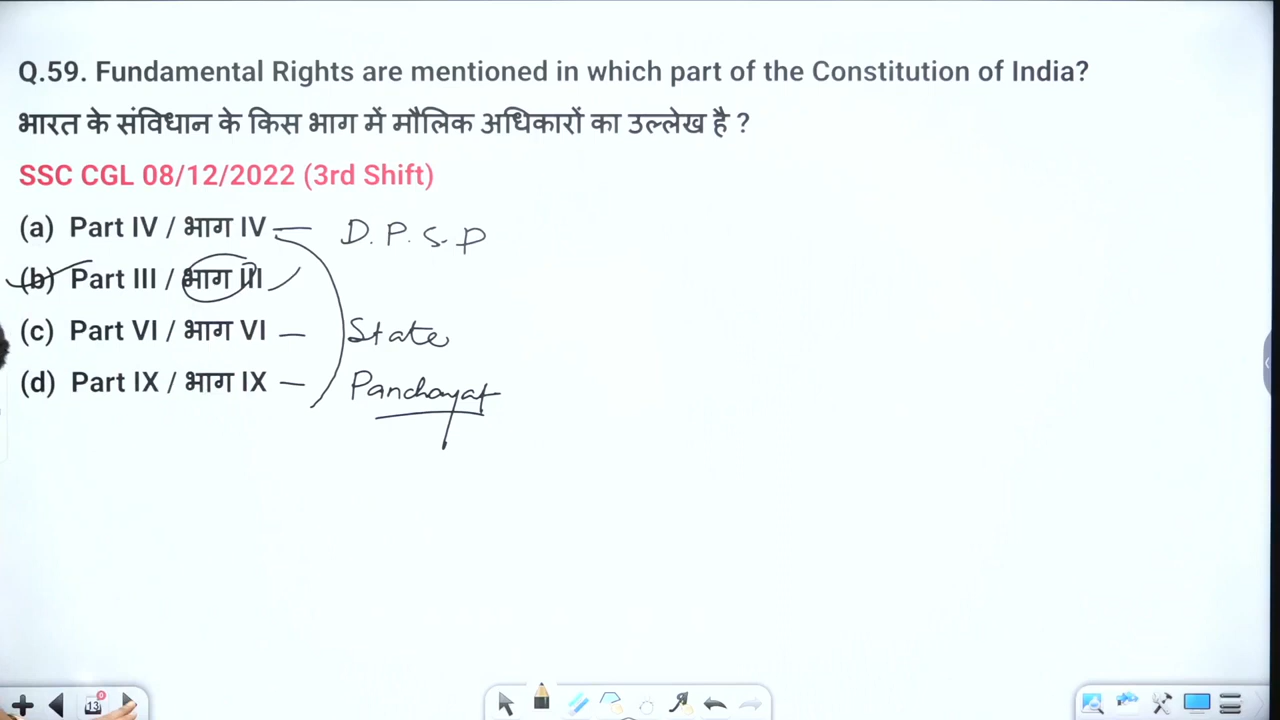 Q.59. Fundamental Rights are mentioned in which part of the Constitution of India?
भारत के संविधान के किस भाग में मौलिक अधिकारों का उल्लेख है ?
SSC CGL 08/12/2022 (3rd Shift)
(a) Part IV / भाग IV — D.P.S.P
(b) Part III / भाग III
(c) Part VI / भाग VI — State
(d) Part IX / भाग IX — Panchayat
13